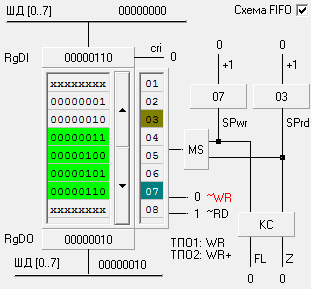 ШД [0..7] 00000000 Схема FIFO
RgDI 00000110 cri 0
0 0
+1 +1
xxxxxxxx 01
00000001 02
00000010 03
00000011 04
00000100 05
00000101 06
00000110 07
xxxxxxxx 08
07 03
SPwr SPrd
MS
0 ~WR
1 ~RD
КС
RgDO 00000010
ТПО1: WR
ТПО2: WR+
FL Z
ШД [0..7] 00000010
0 0